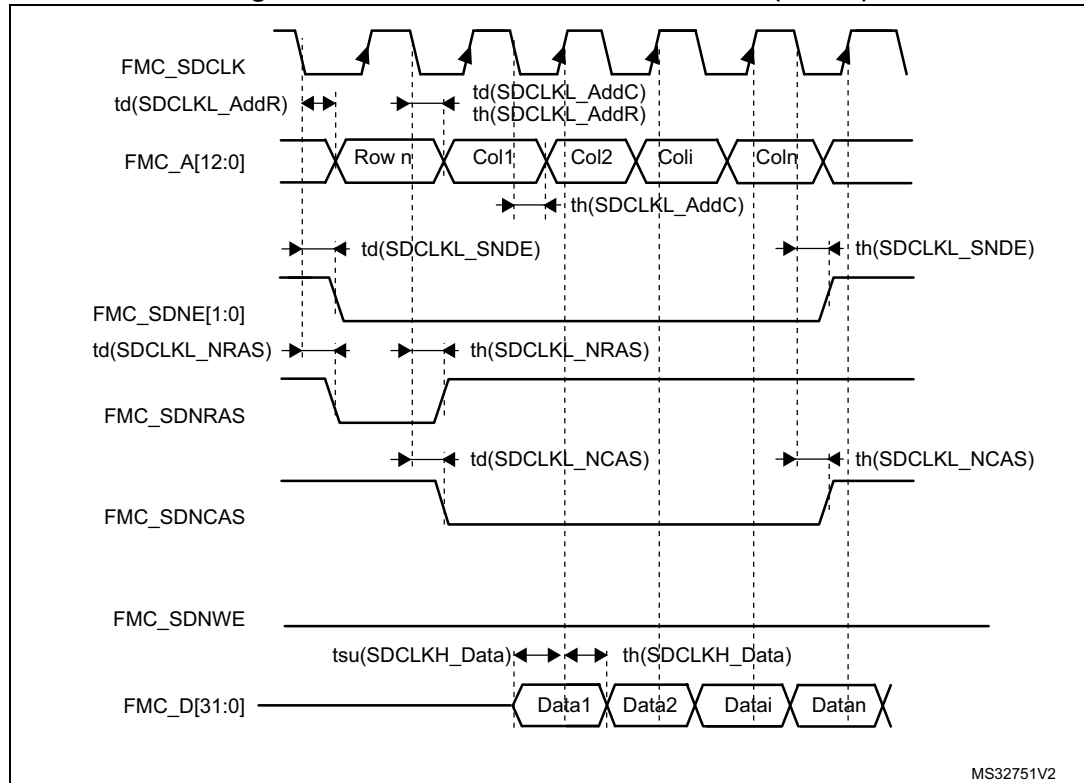 FMC_SDCLK
td(SDCLKL_AddR)
td(SDCLKL_AddC)
th(SDCLKL_AddR)
FMC_A[12:0]
Row n
Col1
Col2
Coli
Coln
th(SDCLKL_AddC)
td(SDCLKL_SNDE)
th(SDCLKL_SNDE)
FMC_SDNE[1:0]
td(SDCLKL_NRAS)
th(SDCLKL_NRAS)
FMC_SDNRAS
td(SDCLKL_NCAS)
th(SDCLKL_NCAS)
FMC_SDNCAS
FMC_SDNWE
tsu(SDCLKH_Data)
th(SDCLKH_Data)
FMC_D[31:0]
Data1
Data2
Datai
Datan
MS32751V2